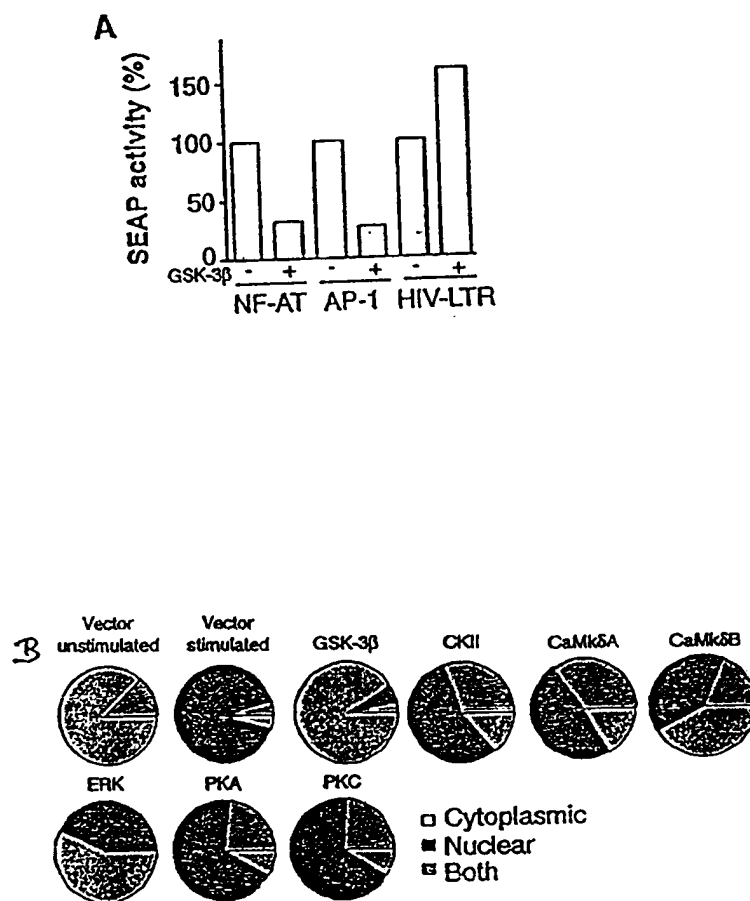 A
SEAP activity (%)
150
100
50
0
GSK-3β - + - + - +
NF-AT AP-1 HIV-LTR
B
Vector unstimulated
Vector stimulated
GSK-3β
CKII
CaMkδA
CaMkδB
ERK
PKA
PKC
Cytoplasmic
Nuclear
Both